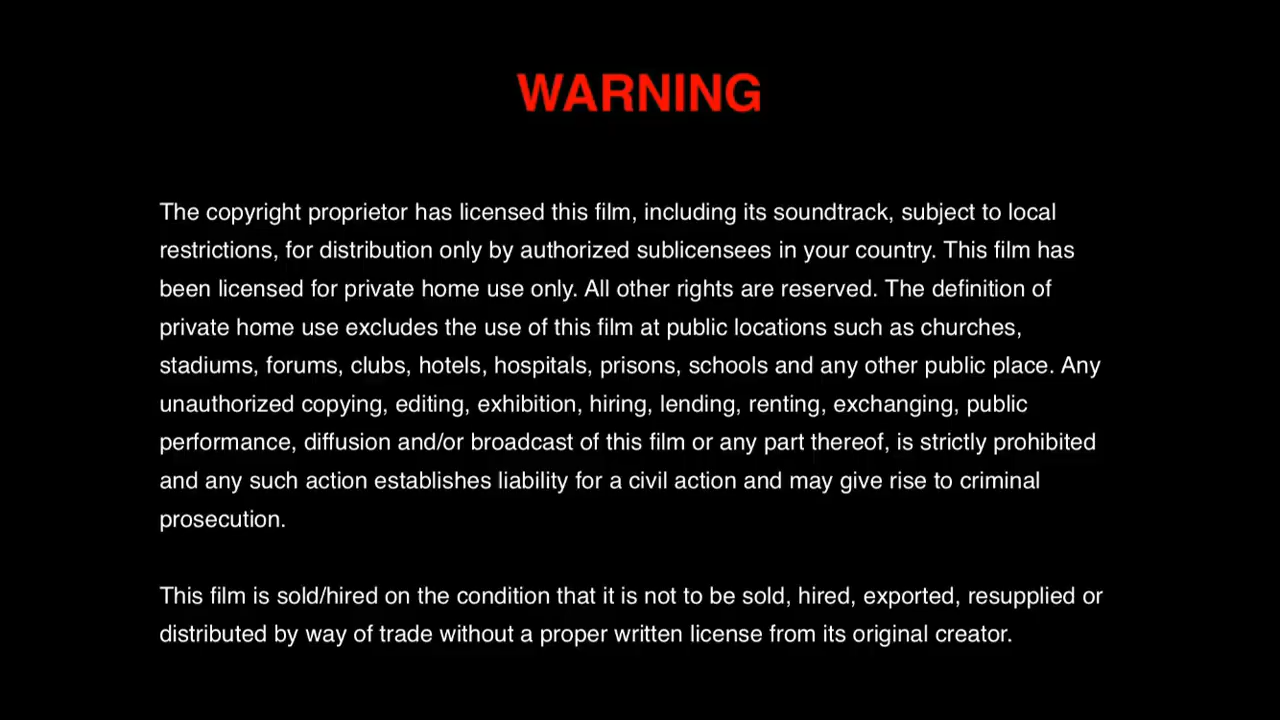 WARNING
The copyright proprietor has licensed this film, including its soundtrack, subject to local
restrictions, for distribution only by authorized sublicensees in your country. This film has
been licensed for private home use only. All other rights are reserved. The definition of
private home use excludes the use of this film at public locations such as churches,
stadiums, forums, clubs, hotels, hospitals, prisons, schools and any other public place. Any
unauthorized copying, editing, exhibition, hiring, lending, renting, exchanging, public
performance, diffusion and/or broadcast of this film or any part thereof, is strictly prohibited
and any such action establishes liability for a civil action and may give rise to criminal
prosecution.
This film is sold/hired on the condition that it is not to be sold, hired, exported, resupplied or
distributed by way of trade without a proper written license from its original creator.